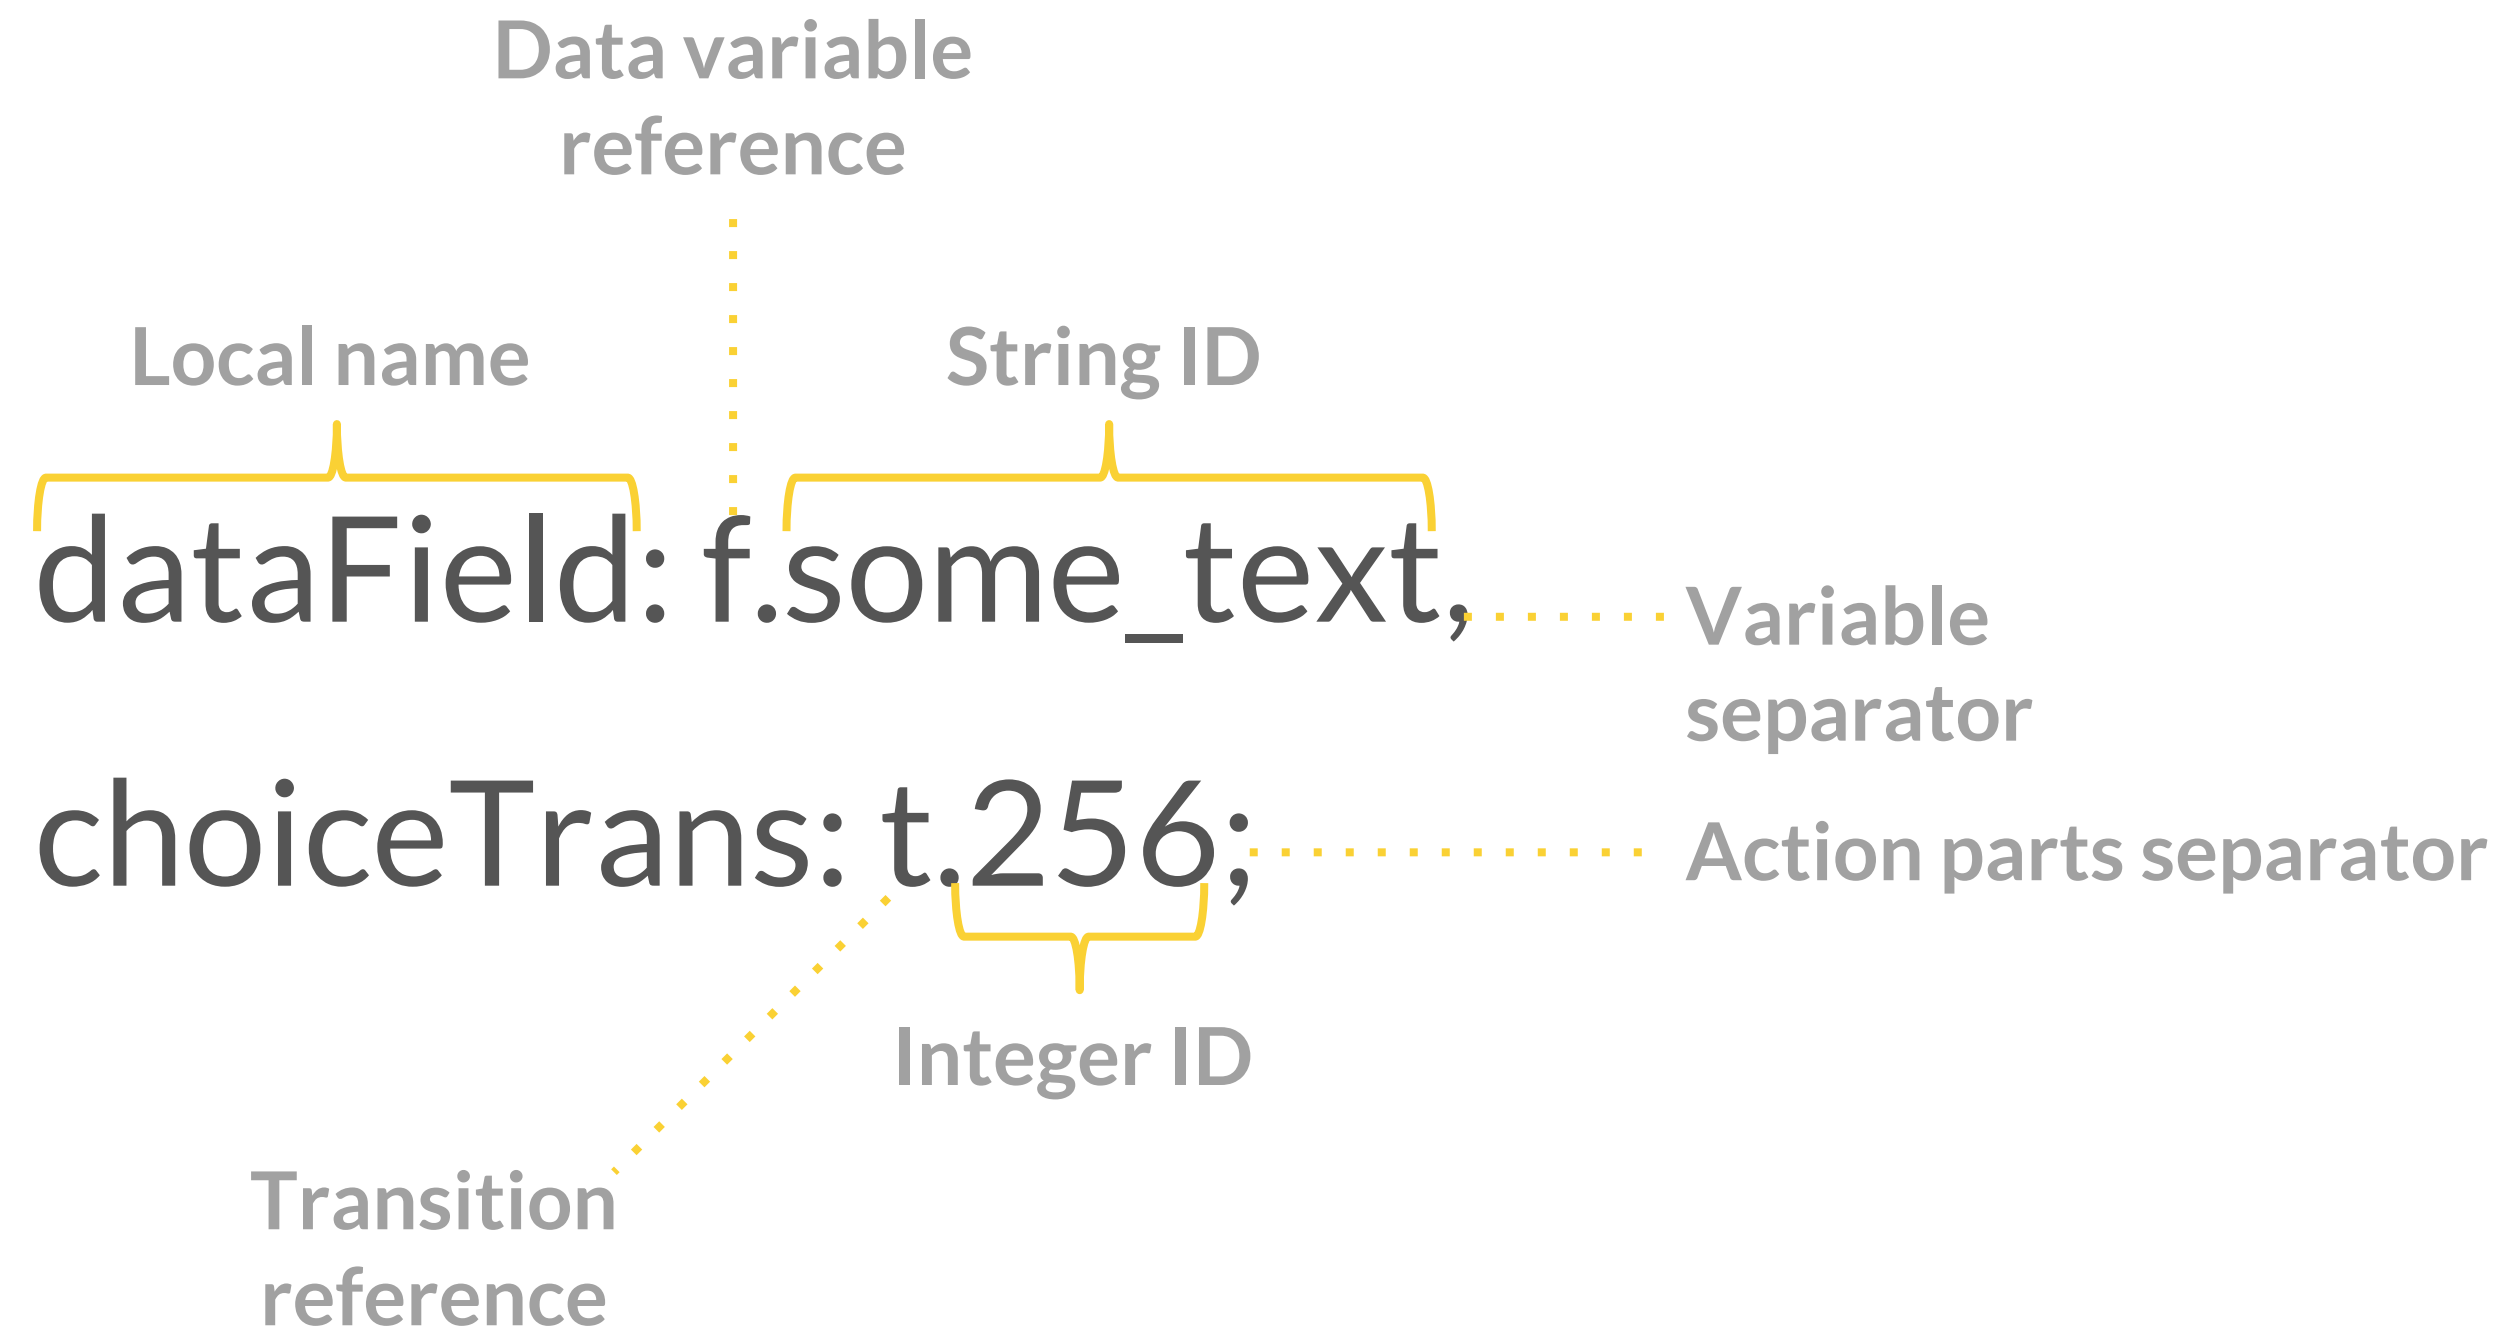 Data variable
reference
Local name
String ID
dataField: f.some_text,
Variable
separator
choiceTrans: t.256;
Action parts separator
Integer ID
Transition
reference